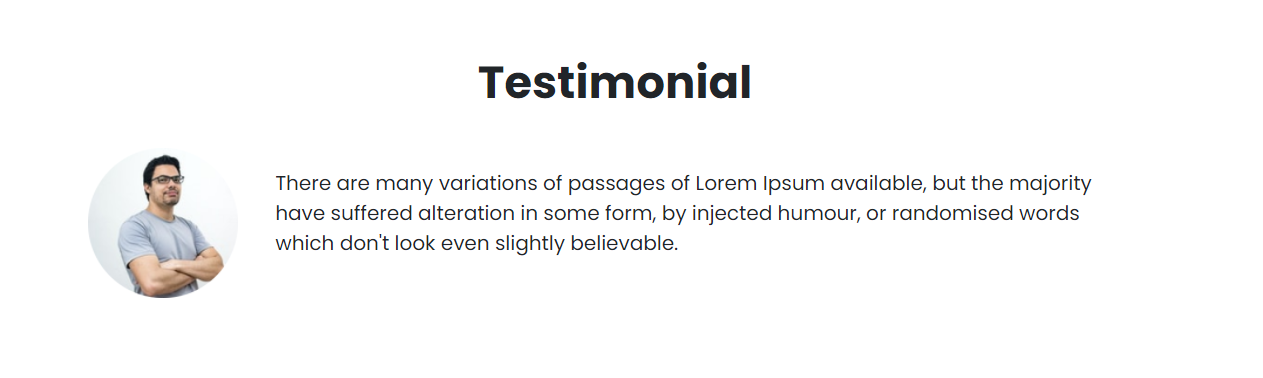 Testimonial
There are many variations of passages of Lorem Ipsum available, but the majority
have suffered alteration in some form, by injected humour, or randomised words
which don't look even slightly believable.